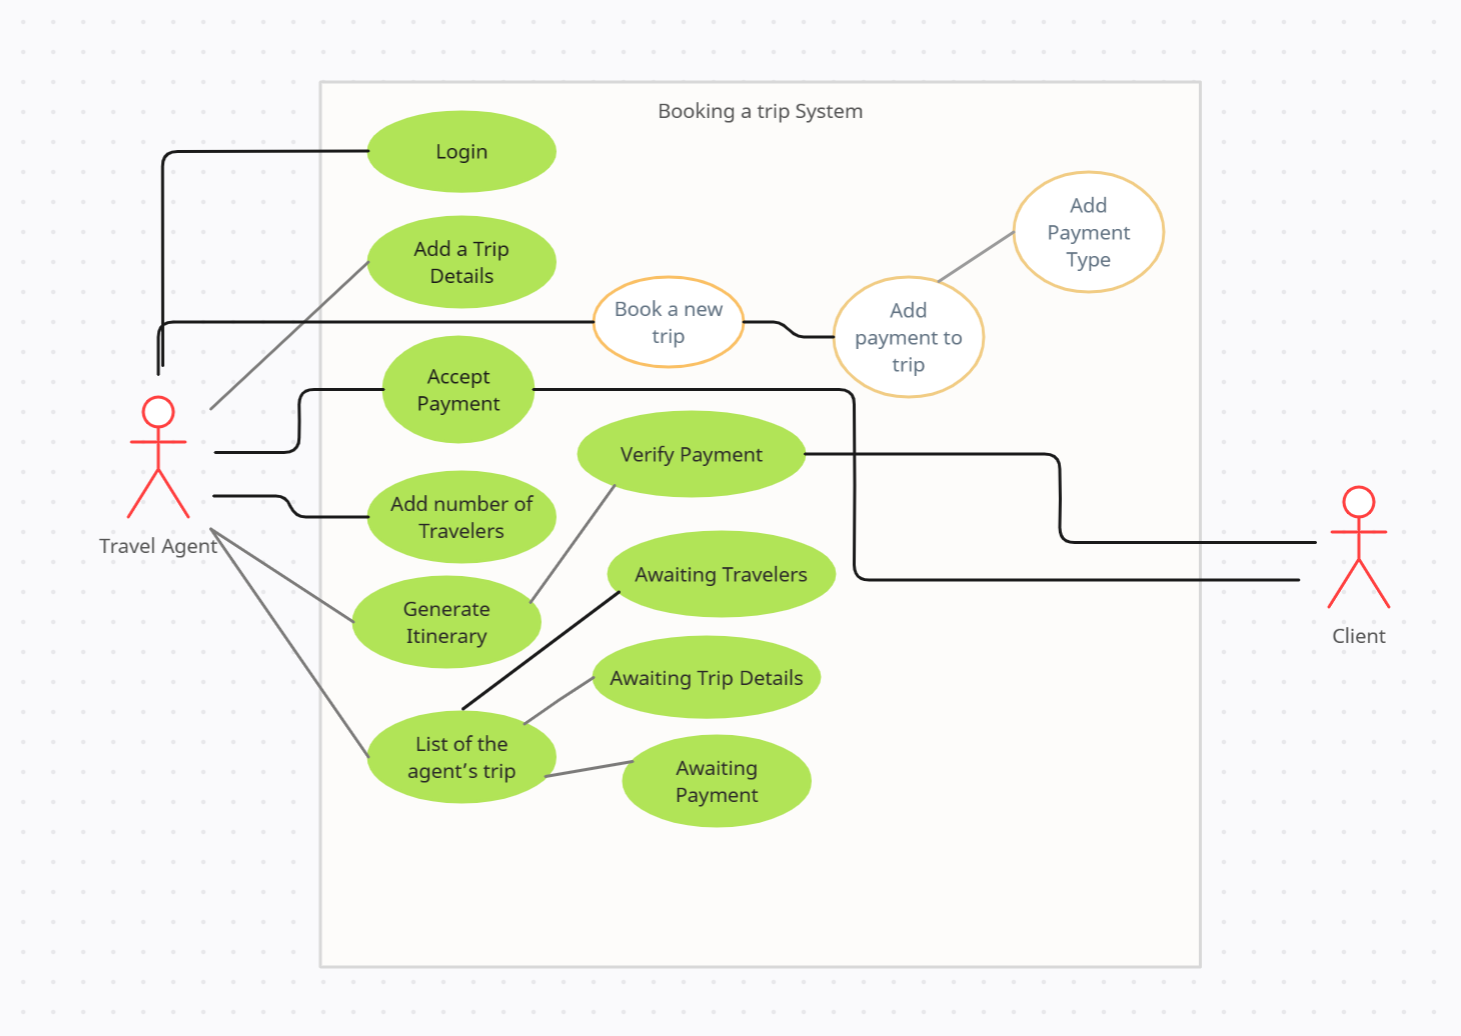 Booking a trip System
Login
Add a Trip
Details
Add
Payment
Type
Book a new
trip
Add
payment to
trip
Accept
Payment
Verify Payment
Add number of
Travelers
Travel Agent
Awaiting Travelers
Generate
Itinerary
Client
Awaiting Trip Details
List of the
agent’s trip
Awaiting
Payment